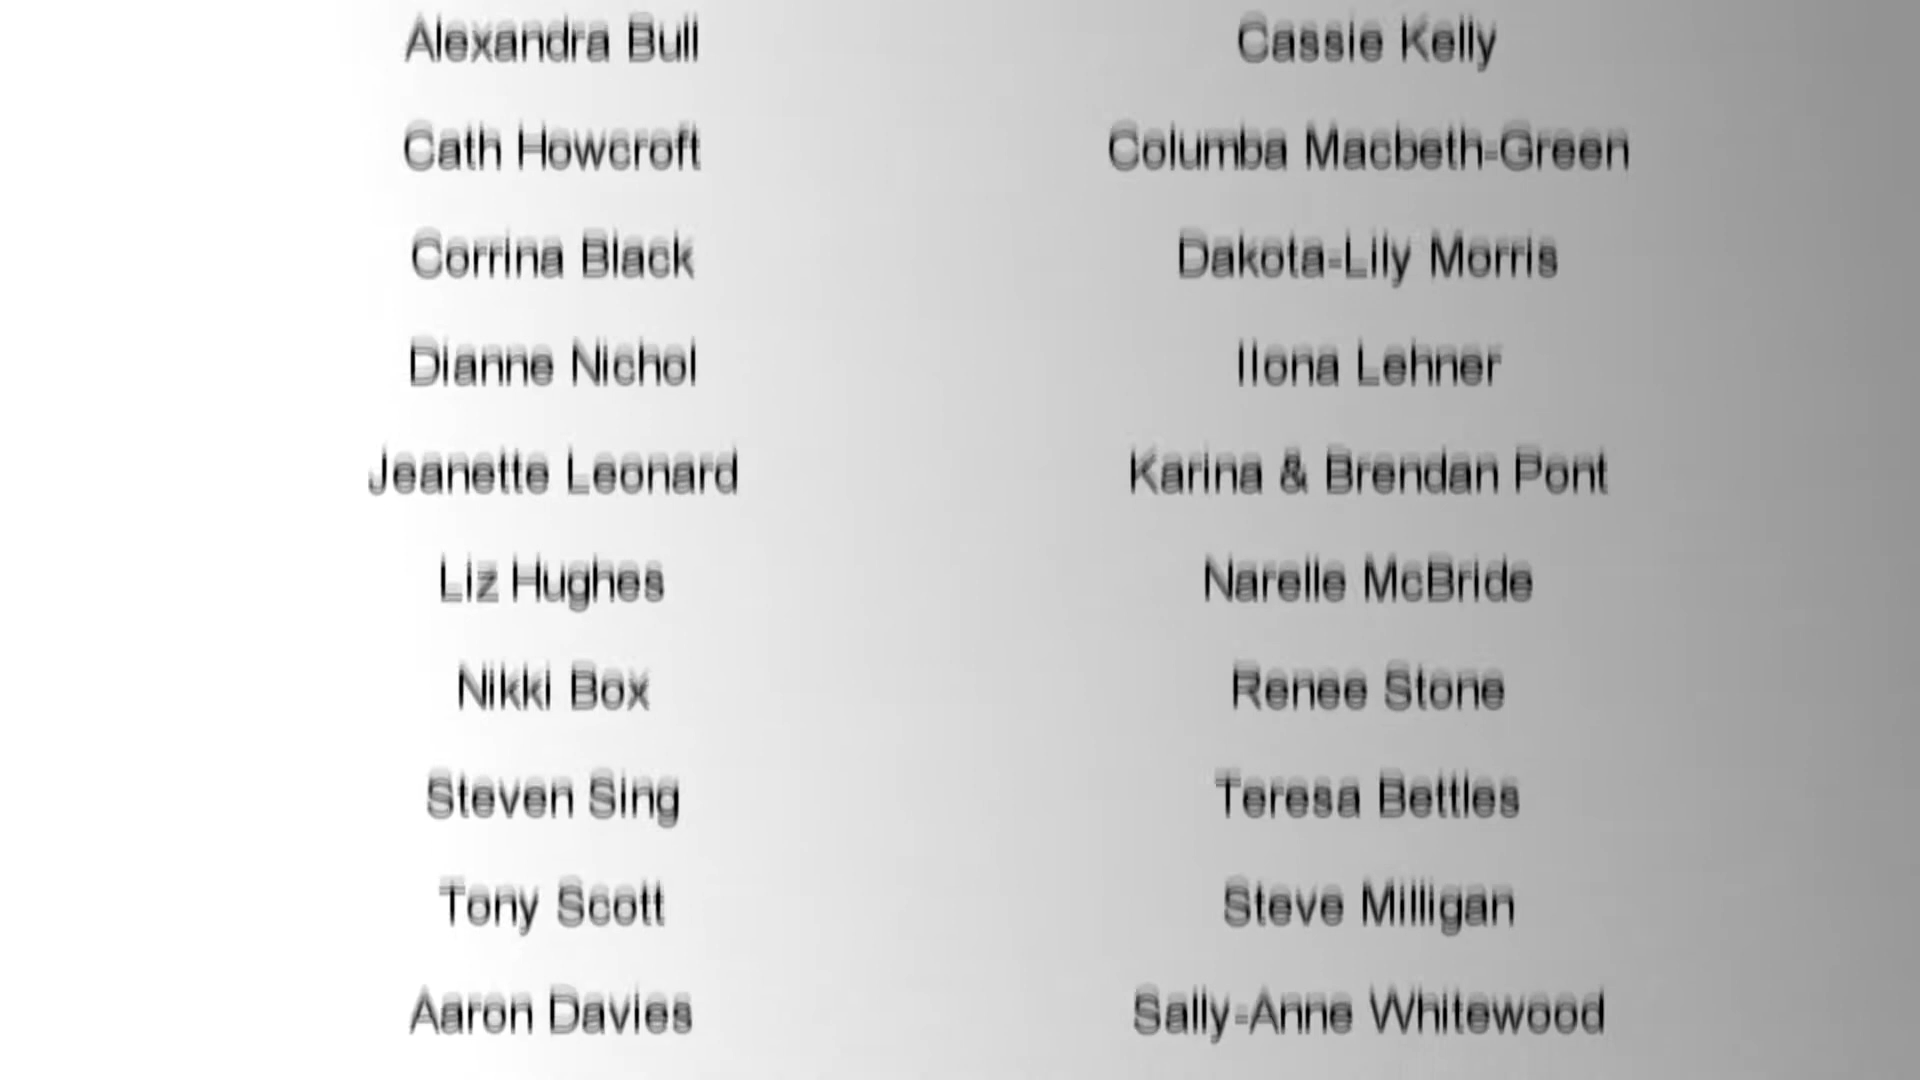 Alexandra Bull
Cassie Kelly
Cath Howcroft
Columba Macbeth-Green
Corrina Black
Dakota-Lily Morris
Dianne Nichol
Ilona Lehner
Jeanette Leonard
Karina & Brendan Pont
Liz Hughes
Narelle McBride
Nikki Box
Renee Stone
Steven Sing
Teresa Bettles
Tony Scott
Steve Milligan
Aaron Davies
Sally-Anne Whitewood